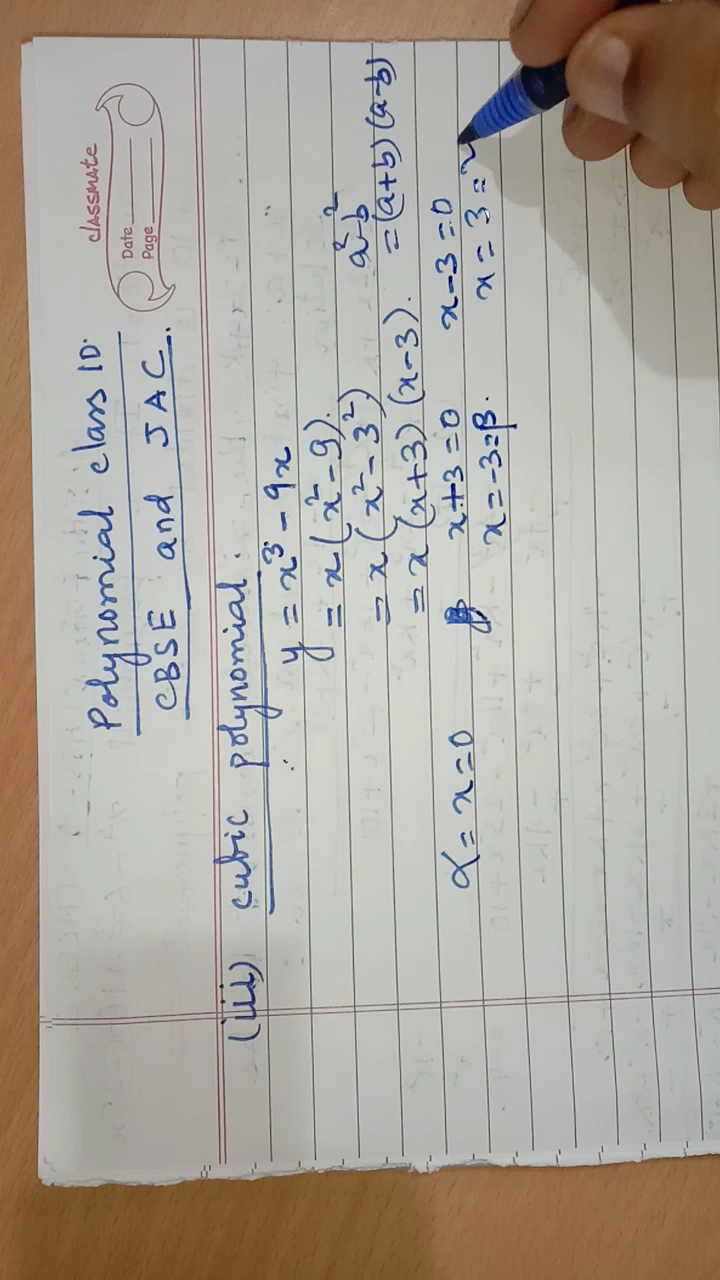 classmate
Date
Page
Polynomial class 10.
CBSE and JAC.
(iii) cubic polynomial.
y = x³ - 9x
= x(x² - 9).
= x(x² - 3²)
a² - b²
= x(x+3)(x-3).
= (a+b)(a-b)
α = x = 0
x+3=0
x-3=0
x = -3 = β.
x = 3 =